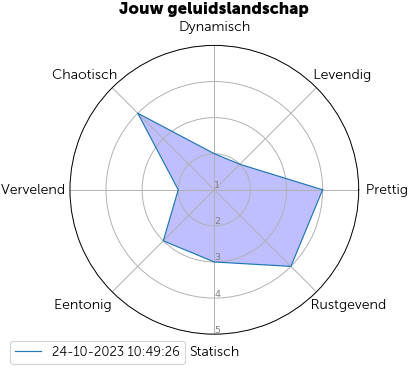 Jouw geluidslandschap
Dynamisch
Chaotisch
Levendig
Vervelend
Prettig
1
2
3
4
5
Eentonig
Rustgevend
Statisch
24-10-2023 10:49:26